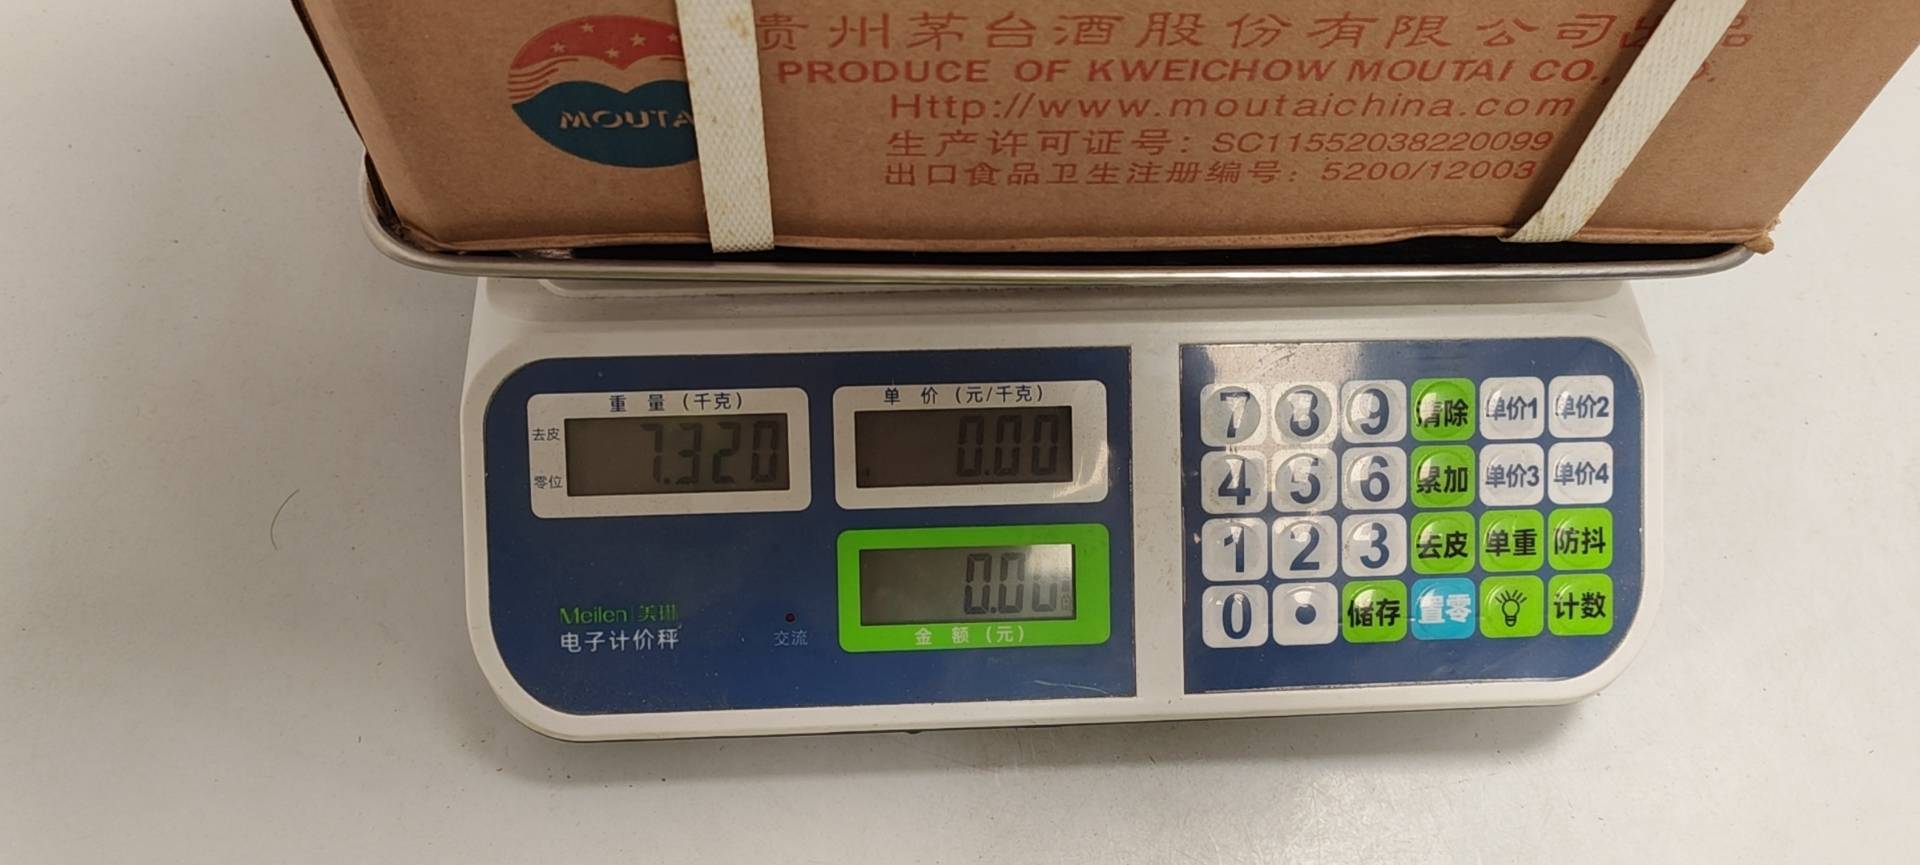 贵州茅台酒股份有限公司出品
MOUTA
PRODUCE OF KWEICHOW MOUTAI CO.,
Http://www.moutaichina.com
生产许可证号: SC11552038220099
出口食品卫生注册编号: 5200/12003
重量(千克)
去皮
零位
7.320
单价(元/千克)
0.00
0.00
金额(元)
Meilen 美琳
电子计价秤
交流
7 8 9 清除 单价1 单价2
4 5 6 累加 单价3 单价4
1 2 3 去皮 单重 防抖
0 • 储存 置零 计数